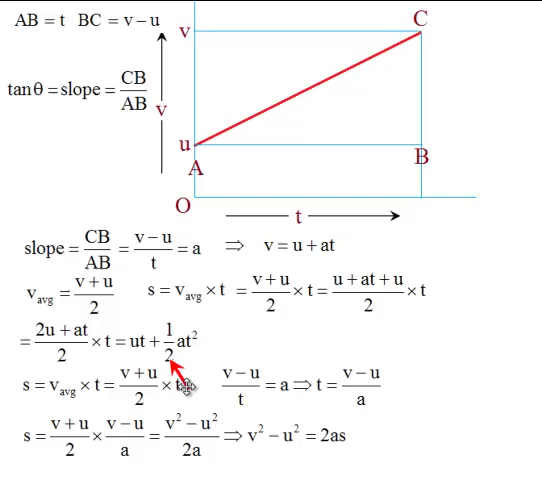 AB = t BC = v − u
v
C
tanθ = slope = CB/AB
v
u
A
B
O
t
slope = CB/AB = (v − u)/t = a ⇒ v = u + at
v_avg = (v + u)/2 s = v_avg × t = (v + u)/2 × t = (u + at + u)/2 × t
= (2u + at)/2 × t = ut + 1/2 at²
s = v_avg × t = (v + u)/2 × t (v − u)/t = a ⇒ t = (v − u)/a
s = (v + u)/2 × (v − u)/a = (v² − u²)/2a ⇒ v² − u² = 2as